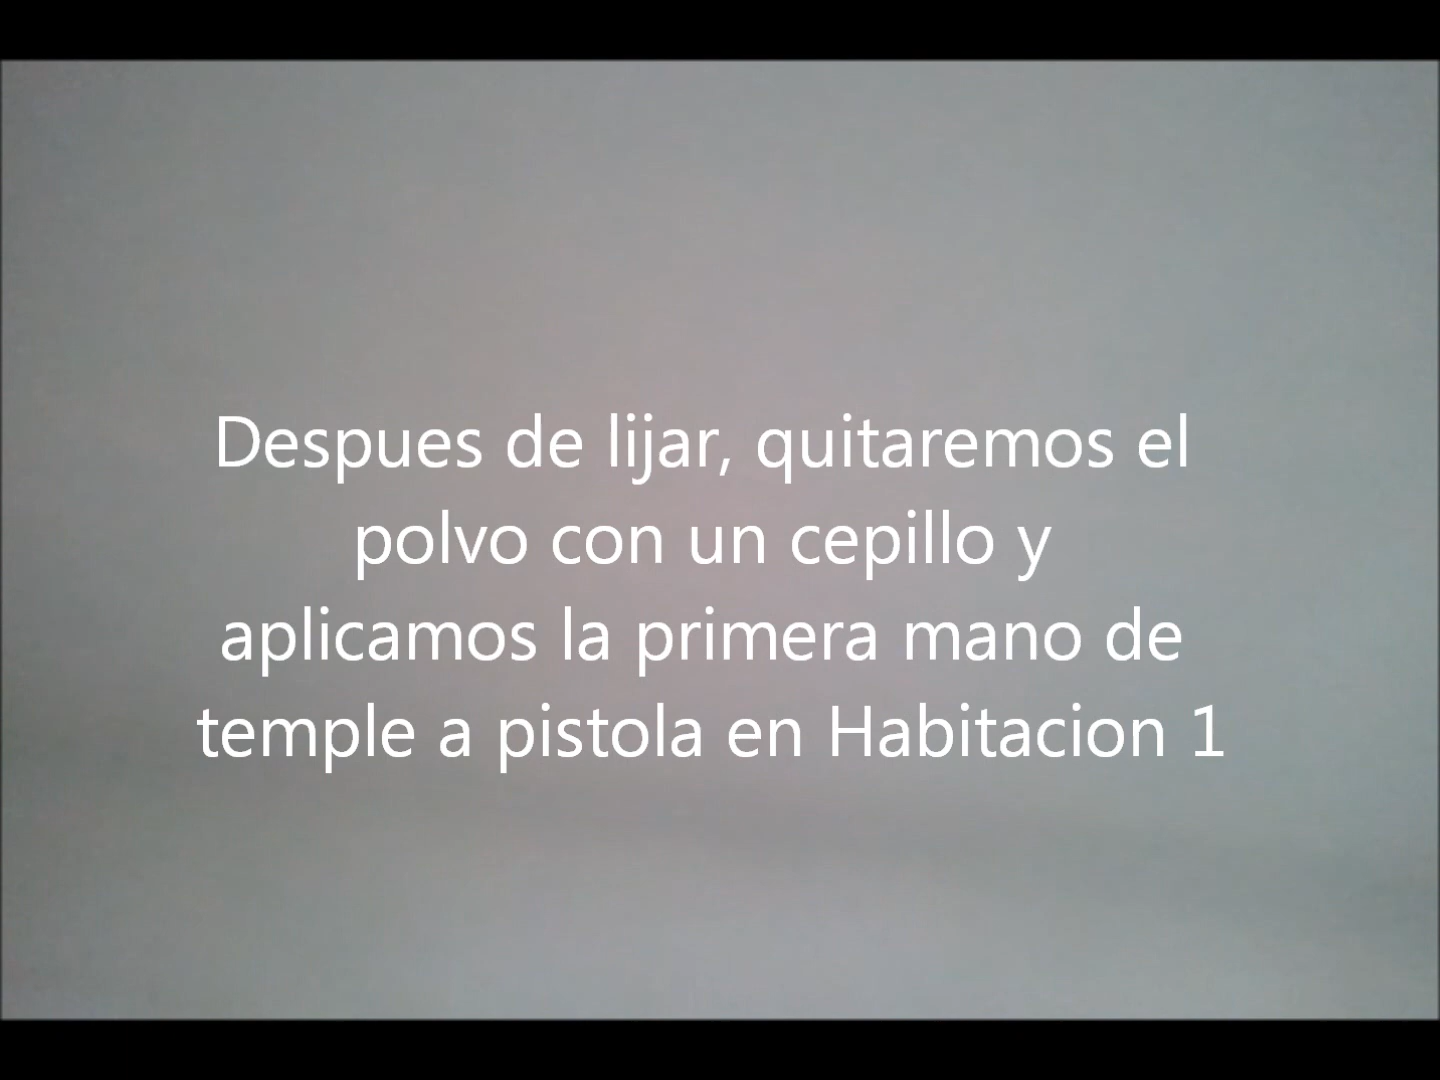 Despues de lijar, quitaremos el
polvo con un cepillo y
aplicamos la primera mano de
temple a pistola en Habitacion 1